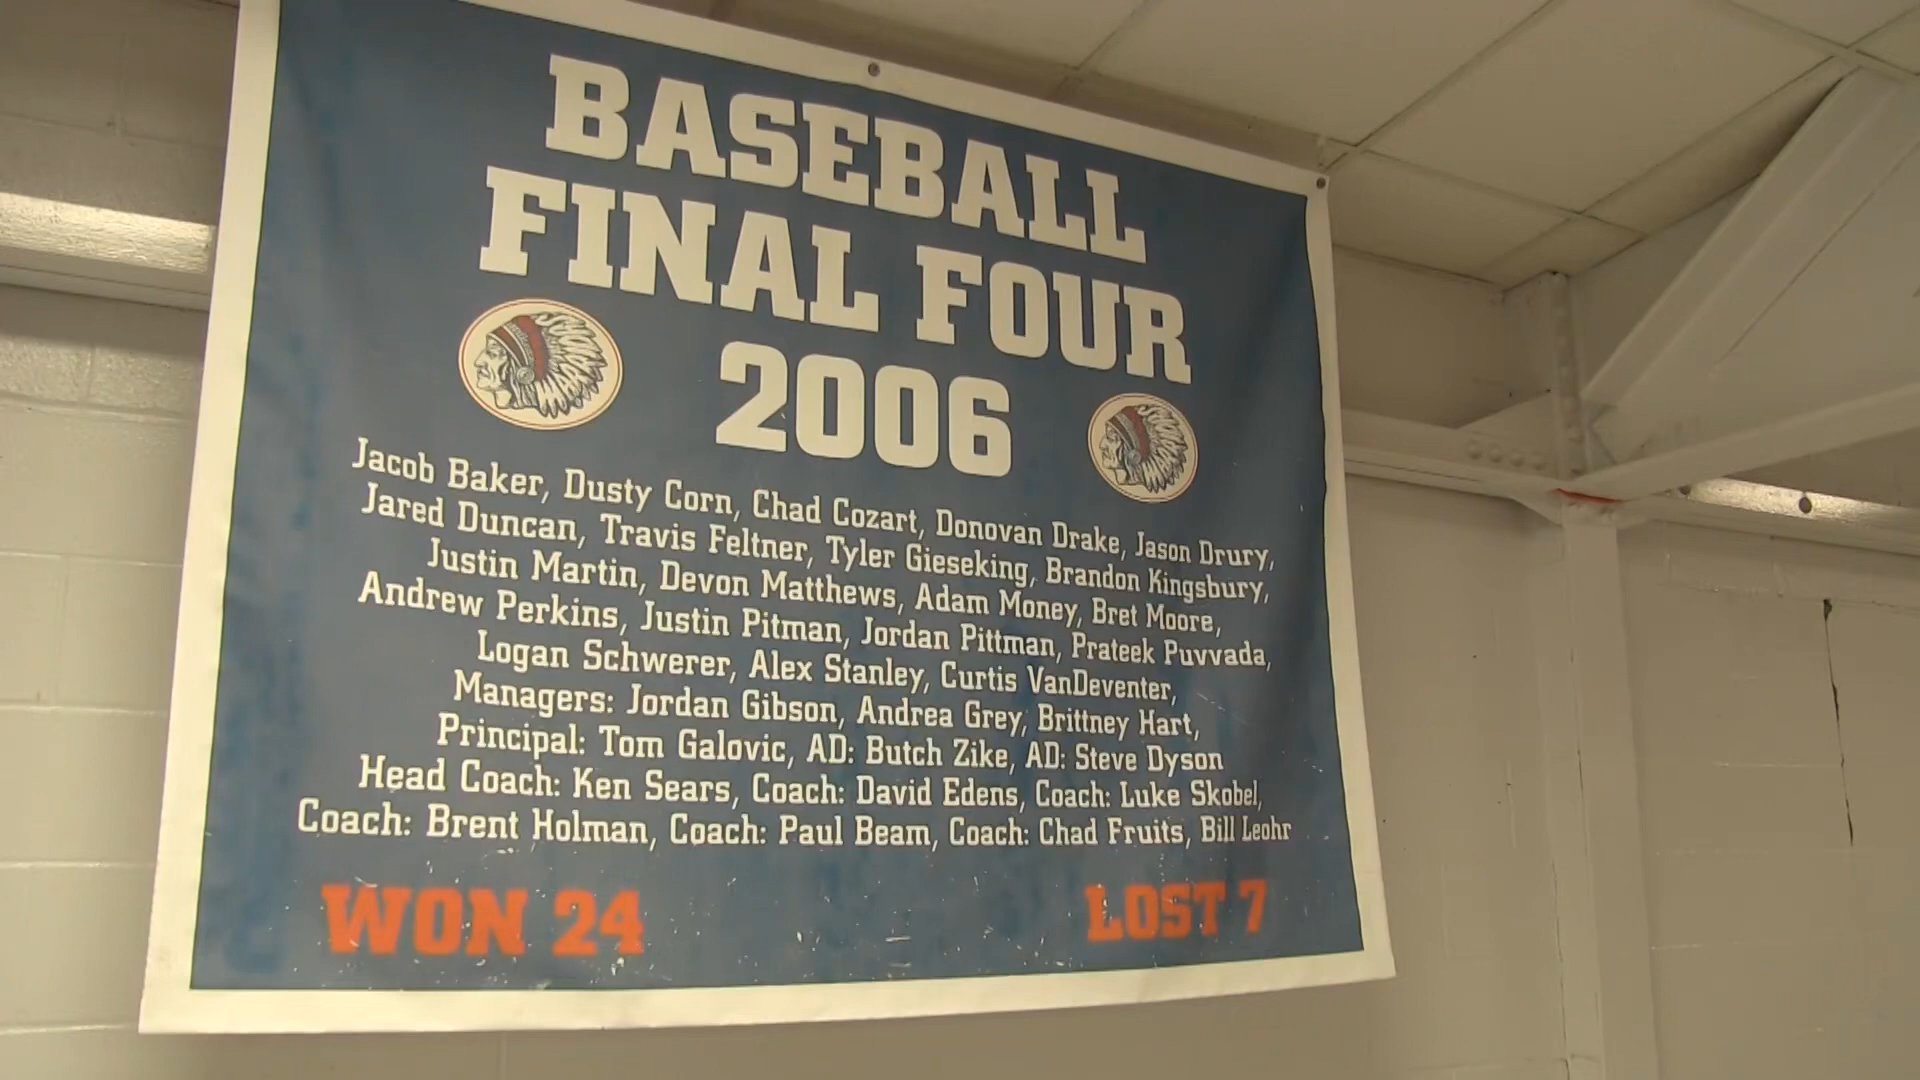 BASEBALL
FINAL FOUR
2006
Jacob Baker, Dusty Corn, Chad Cozart, Donovan Drake, Jason Drury,
Jared Duncan, Travis Feltner, Tyler Gieseking, Brandon Kingsbury,
Justin Martin, Devon Matthews, Adam Money, Bret Moore,
Andrew Perkins, Justin Pitman, Jordan Pittman, Prateek Puvvada,
Logan Schwerer, Alex Stanley, Curtis VanDeventer,
Managers: Jordan Gibson, Andrea Grey, Brittney Hart,
Principal: Tom Galovic, AD: Butch Zike, AD: Steve Dyson
Head Coach: Ken Sears, Coach: David Edens, Coach: Luke Skobel,
Coach: Brent Holman, Coach: Paul Beam, Coach: Chad Fruits, Bill Leohr
WON 24 LOST 7